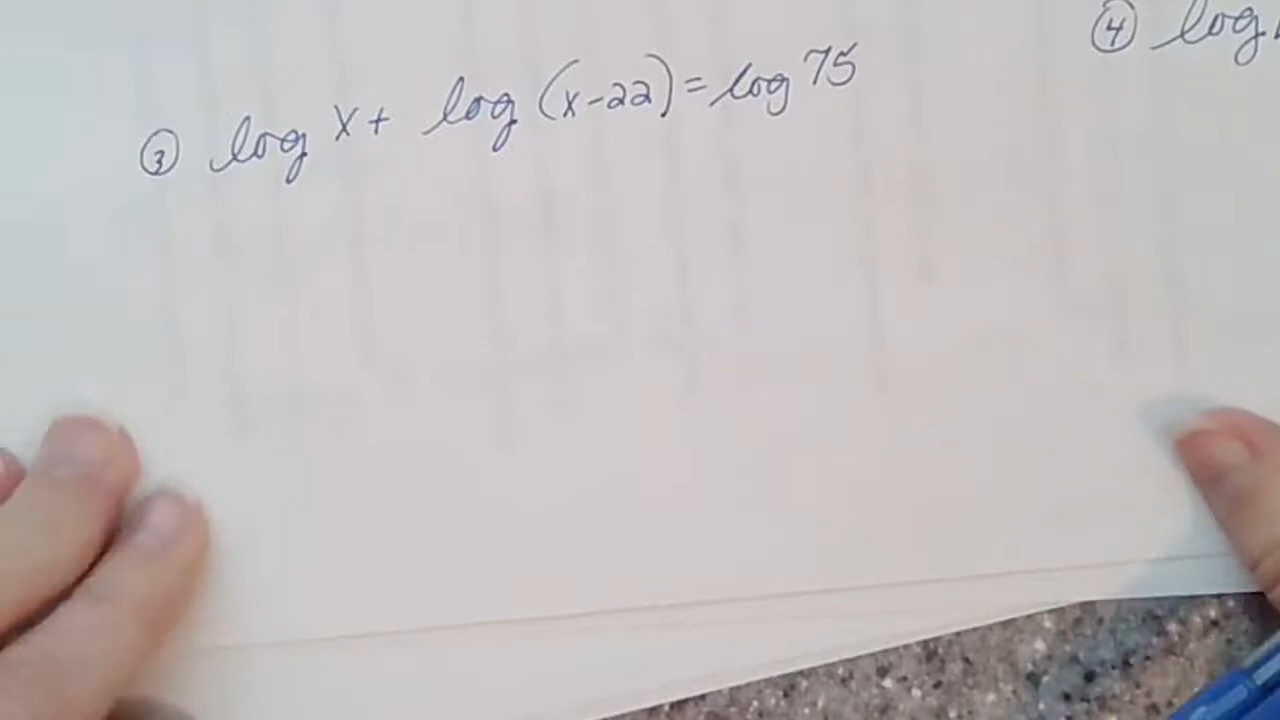 ③ log x + log (x-22) = log 75
④ log